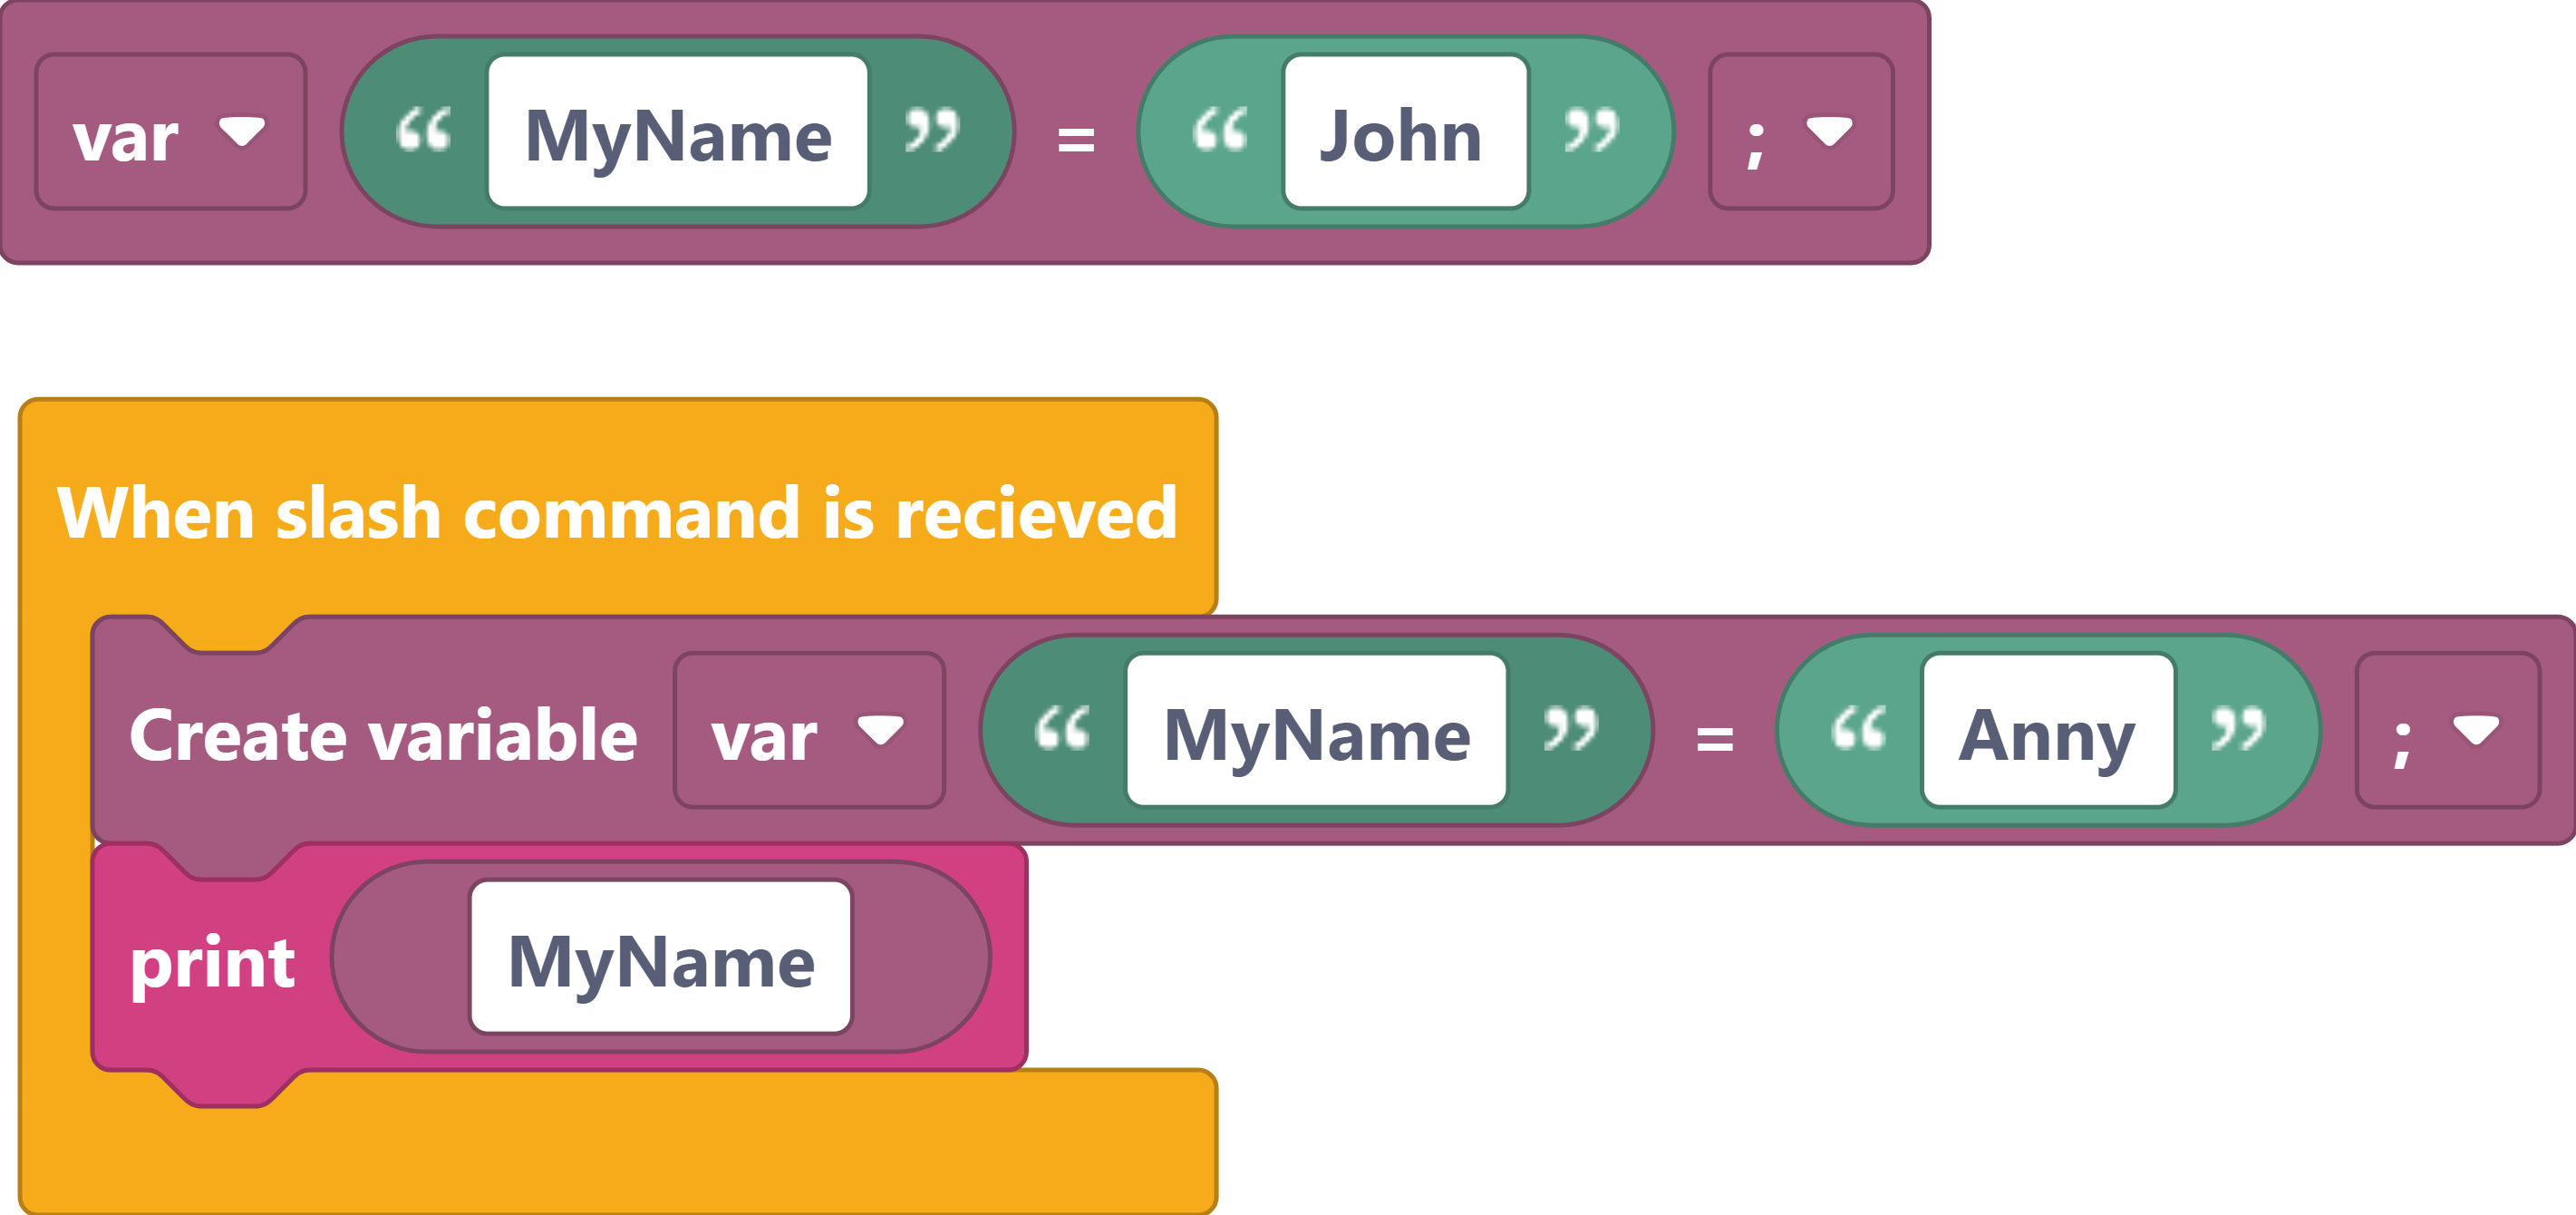 var “ MyName ” = “ John ” ;
When slash command is recieved
Create variable var “ MyName ” = “ Anny ” ;
print MyName